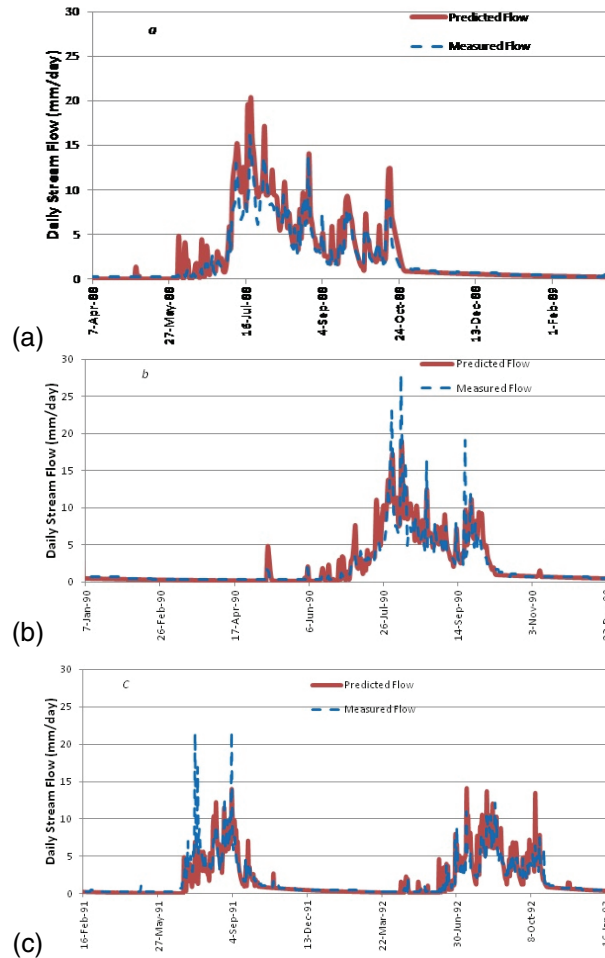 a
Predicted Flow
Measured Flow
Daily Stream Flow (mm/day)
30
25
20
15
10
5
0
7-Apr-88
27-May-88
16-Jul-88
4-Sep-88
24-Oct-88
13-Dec-88
1-Feb-89
(a)
b
Predicted Flow
Measured Flow
Daily Stream Flow (mm/day)
30
25
20
15
10
5
0
7-Jan-90
26-Feb-90
17-Apr-90
6-Jun-90
26-Jul-90
14-Sep-90
3-Nov-90
(b)
C
Predicted Flow
Measured Flow
Daily Stream Flow (mm/day)
30
25
20
15
10
5
0
16-Feb-91
27-May-91
4-Sep-91
13-Dec-91
22-Mar-92
30-Jun-92
8-Oct-92
(c)